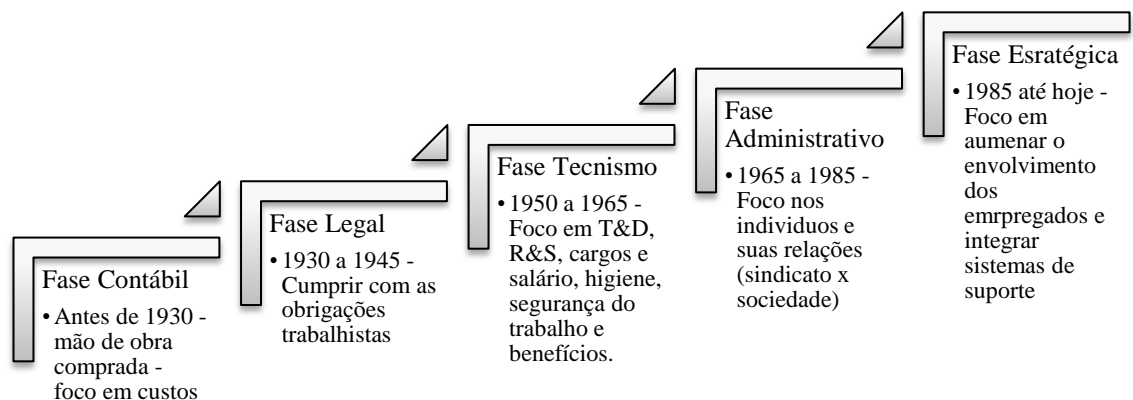 Fase Contábil
• Antes de 1930 -
mão de obra
comprada -
foco em custos
Fase Legal
• 1930 a 1945 -
Cumprir com as
obrigações
trabalhistas
Fase Tecnismo
• 1950 a 1965 -
Foco em T&D,
R&S, cargos e
salário, higiene,
segurança do
trabalho e
benefícios.
Fase
Administrativo
• 1965 a 1985 -
Foco nos
individuos e
suas relações
(sindicato x
sociedade)
Fase Esratégica
• 1985 até hoje -
Foco em
aumenar o
envolvimento
dos
emrpregados e
integrar
sistemas de
suporte